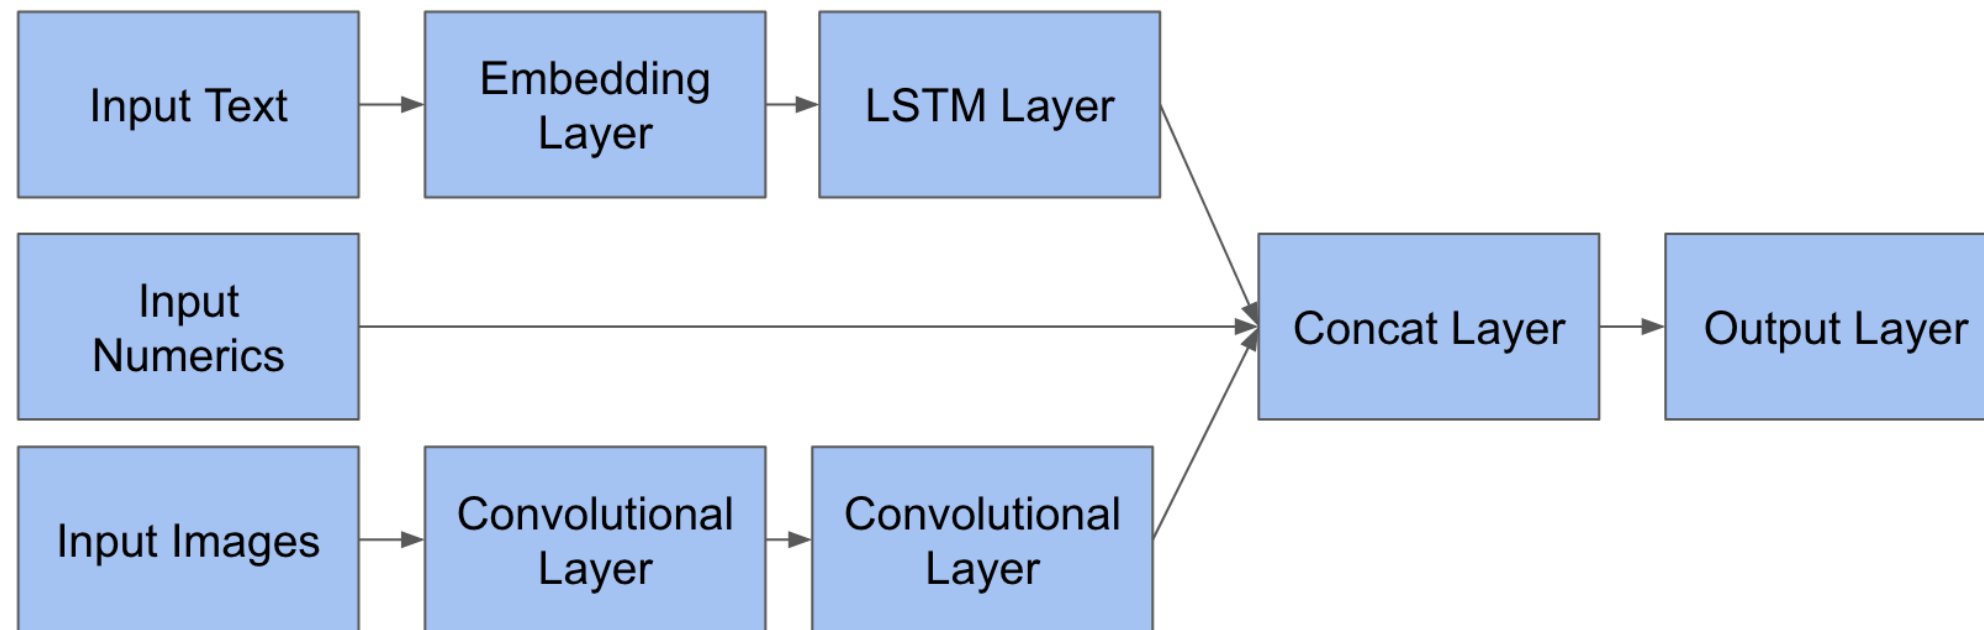 Input Text
Embedding
Layer
LSTM Layer
Input
Numerics
Concat Layer
Output Layer
Input Images
Convolutional
Layer
Convolutional
Layer